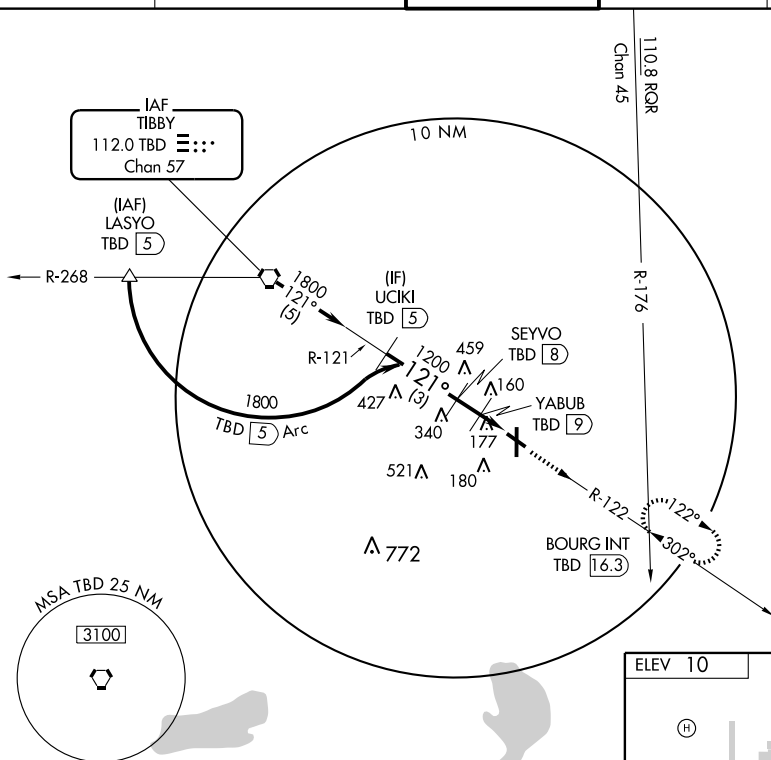 110.8 RQR
Chan 45
IAF
TIBBY
112.0 TBD
Chan 57
10 NM
(IAF)
LASYO
TBD 5
R-268
1800
121°
(5)
(IF)
UCIKI
TBD 5
R-176
R-121
1200
121°
(3)
459
SEYVO
TBD 8
160
427
YABUB
TBD 9
340
177
1800
TBD 5 Arc
521
180
R-122
122°
302°
BOURG INT
TBD 16.3
772
MSA TBD 25 NM
3100
ELEV 10
H